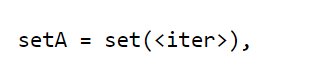 setA = set(<iter>),